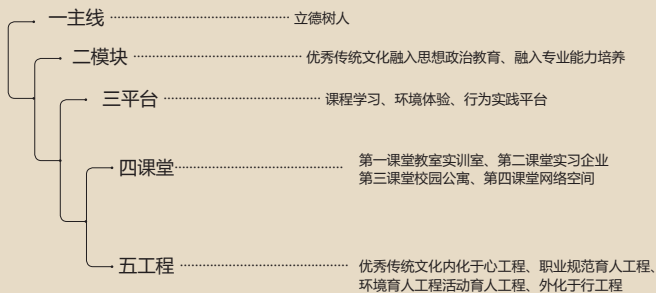 一主线 立德树人
二模块 优秀传统文化融入思想政治教育、融入专业能力培养
三平台 课程学习、环境体验、行为实践平台
四课堂 第一课堂教室实训室、第二课堂实习企业
第三课堂校园公寓、第四课堂网络空间
五工程 优秀传统文化内化于心工程、职业规范育人工程、
环境育人工程活动育人工程、外化于行工程